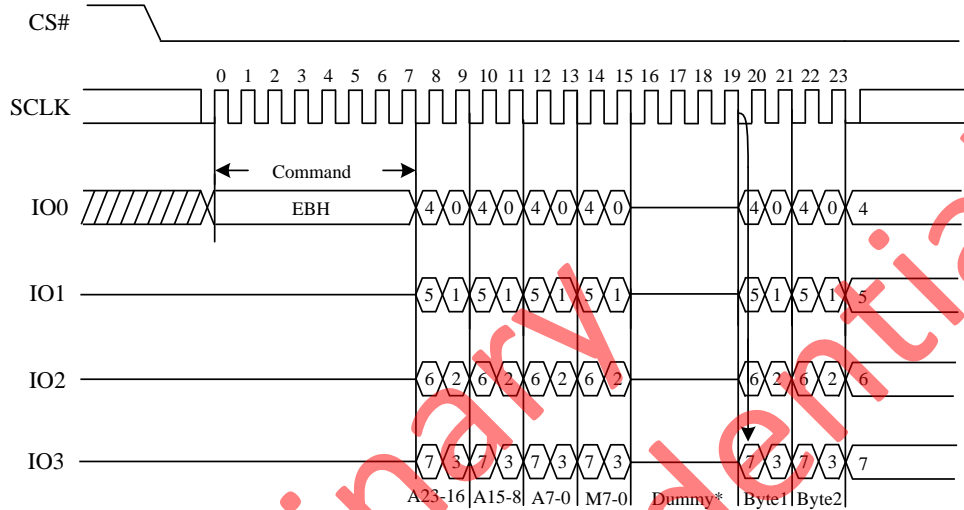 CS#
0 1 2 3 4 5 6 7 8 9 10 11 12 13 14 15 16 17 18 19 20 21 22 23
SCLK
Command
IO0 EBH 4 0 4 0 4 0 4 0 4 0 4 0 4
IO1 5 1 5 1 5 1 5 1 5 1 5 1 5
IO2 6 2 6 2 6 2 6 2 6 2 6 2 6
IO3 7 3 7 3 7 3 7 3 7 3 7 3 7
A23-16 A15-8 A7-0 M7-0 Dummy* Byte1 Byte2
inary
dentia